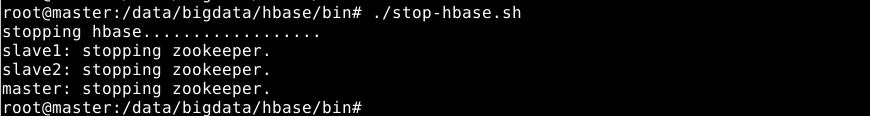 root@master:/data/bigdata/hbase/bin# ./stop-hbase.sh
stopping hbase..................
slave1: stopping zookeeper.
slave2: stopping zookeeper.
master: stopping zookeeper.
root@master:/data/bigdata/hbase/bin#